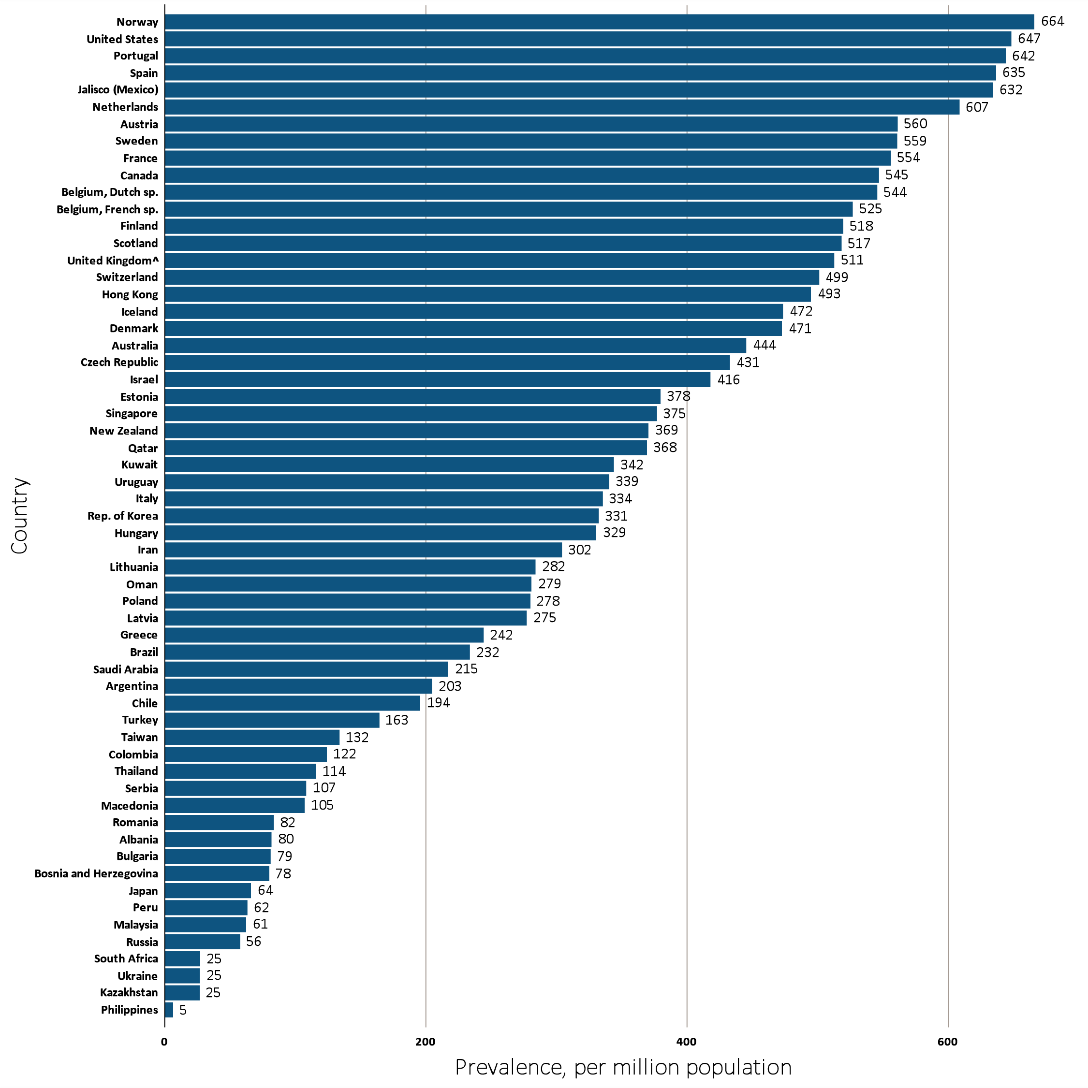 Norway 664
United States 647
Portugal 642
Spain 635
Jalisco (Mexico) 632
Netherlands 607
Austria 560
Sweden 559
France 554
Canada 545
Belgium, Dutch sp. 544
Belgium, French sp. 525
Finland 518
Scotland 517
United Kingdom^ 511
Switzerland 499
Hong Kong 493
Iceland 472
Denmark 471
Australia 444
Czech Republic 431
Israel 416
Estonia 378
Singapore 375
New Zealand 369
Qatar 368
Kuwait 342
Uruguay 339
Italy 334
Rep. of Korea 331
Hungary 329
Iran 302
Lithuania 282
Oman 279
Poland 278
Latvia 275
Greece 242
Brazil 232
Saudi Arabia 215
Argentina 203
Chile 194
Turkey 163
Taiwan 132
Colombia 122
Thailand 114
Serbia 107
Macedonia 105
Romania 82
Albania 80
Bulgaria 79
Bosnia and Herzegovina 78
Japan 64
Peru 62
Malaysia 61
Russia 56
South Africa 25
Ukraine 25
Kazakhstan 25
Philippines 5
0 200 400 600
Prevalence, per million population
Country